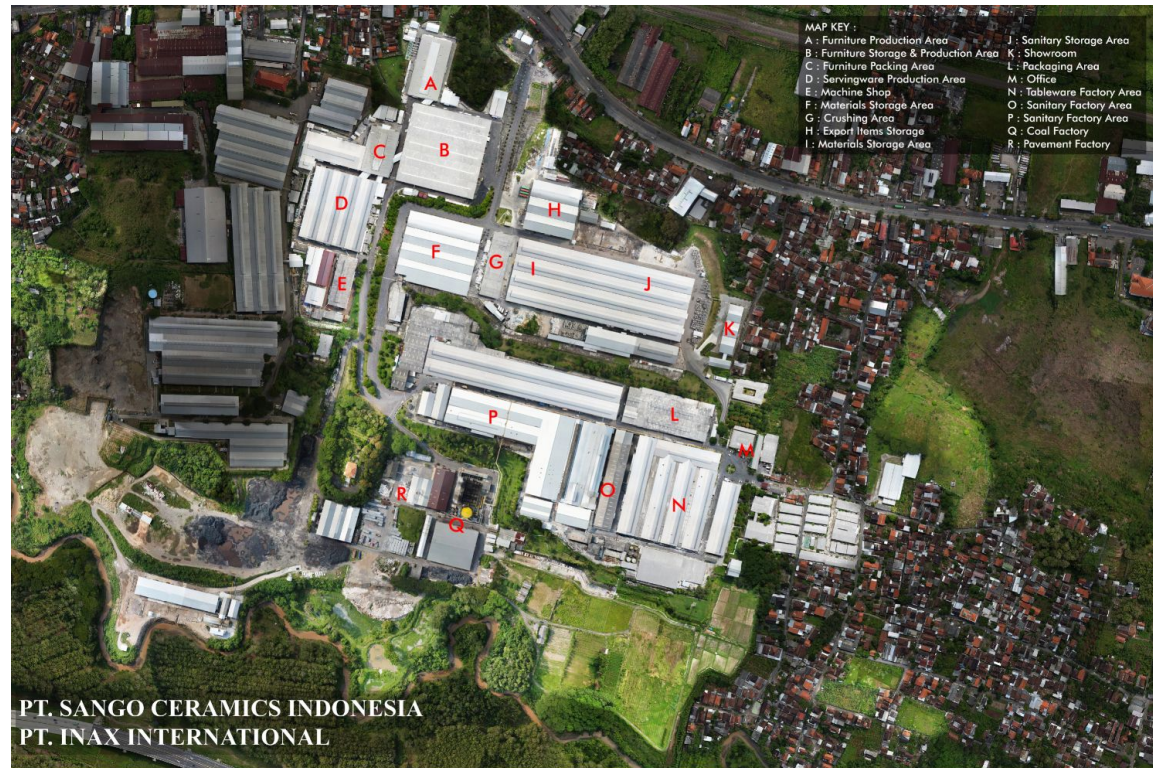 MAP KEY :
A : Furniture Production Area
B : Furniture Storage & Production Area
C : Furniture Packing Area
D : Servingware Production Area
E : Machine Shop
F : Materials Storage Area
G : Crushing Area
H : Export Items Storage
I : Materials Storage Area
J : Sanitary Storage Area
K : Showroom
L : Packaging Area
M : Office
N : Tableware Factory Area
O : Sanitary Factory Area
P : Sanitary Factory Area
Q : Coal Factory
R : Pavement Factory
A
B
C
D
H
F
G
I
J
E
K
P
L
M
R
O
N
Q
PT. SANGO CERAMICS INDONESIA
PT. INAX INTERNATIONAL